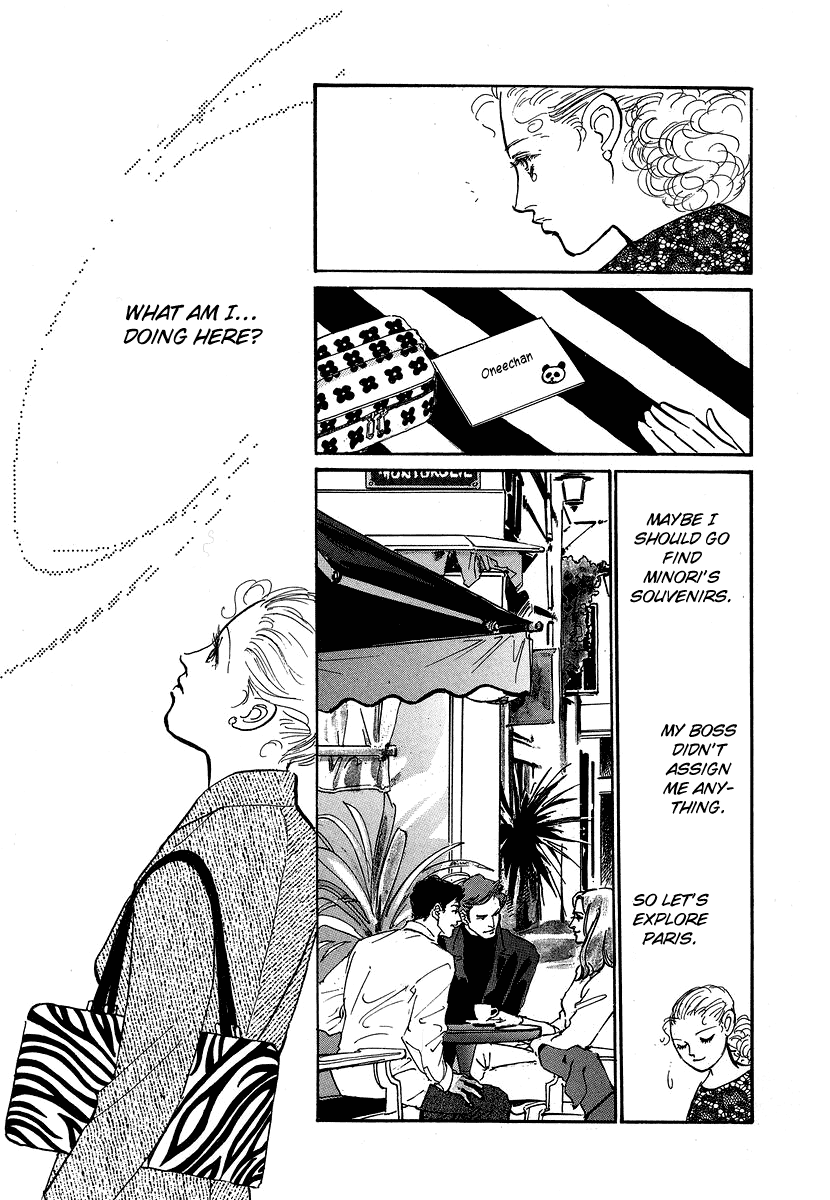 Oneechan
MAYBE I
SHOULD GO
FIND
MINORI'S
SOUVENIRS.
MY BOSS
DIDN'T
ASSIGN
ME ANY-
THING.
SO LET'S
EXPLORE
PARIS.
WHAT AM I...
DOING HERE?